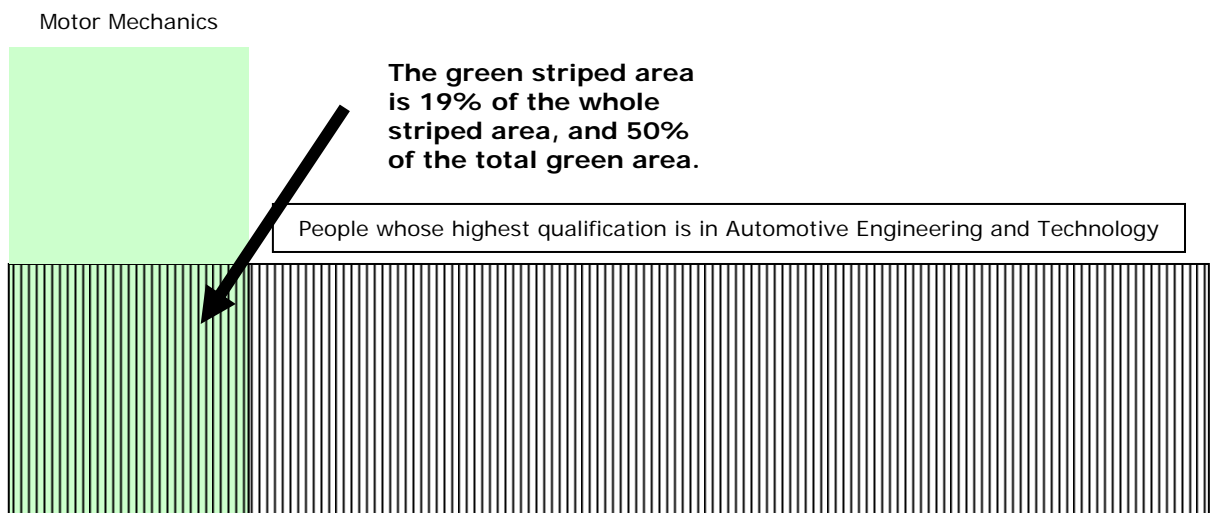 Motor Mechanics
The green striped area
is 19% of the whole
striped area, and 50%
of the total green area.
People whose highest qualification is in Automotive Engineering and Technology